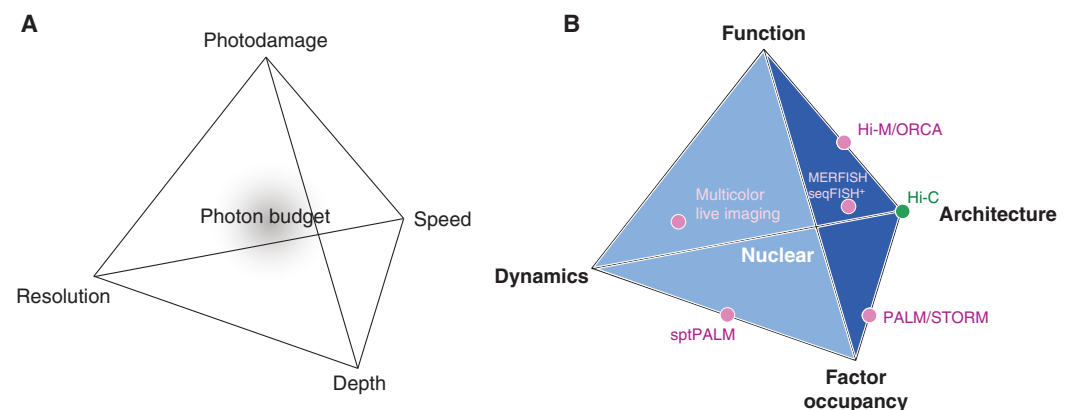 A
Photodamage
Photon budget
Speed
Resolution
Depth
B
Function
Hi-M/ORCA
MERFISH
seqFISH⁺
Hi-C
Multicolor
live imaging
Architecture
Nuclear
Dynamics
sptPALM
PALM/STORM
Factor
occupancy